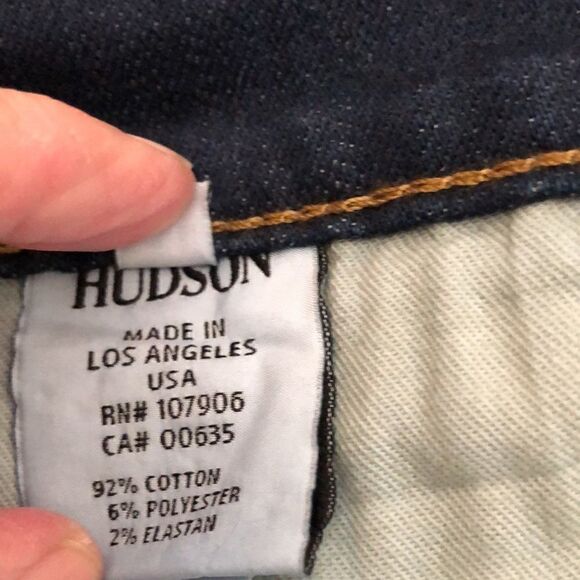 HUDSON
MADE IN
LOS ANGELES
USA
RN# 107906
CA# 00635
92% COTTON
6% POLYESTER
2% ELASTAN